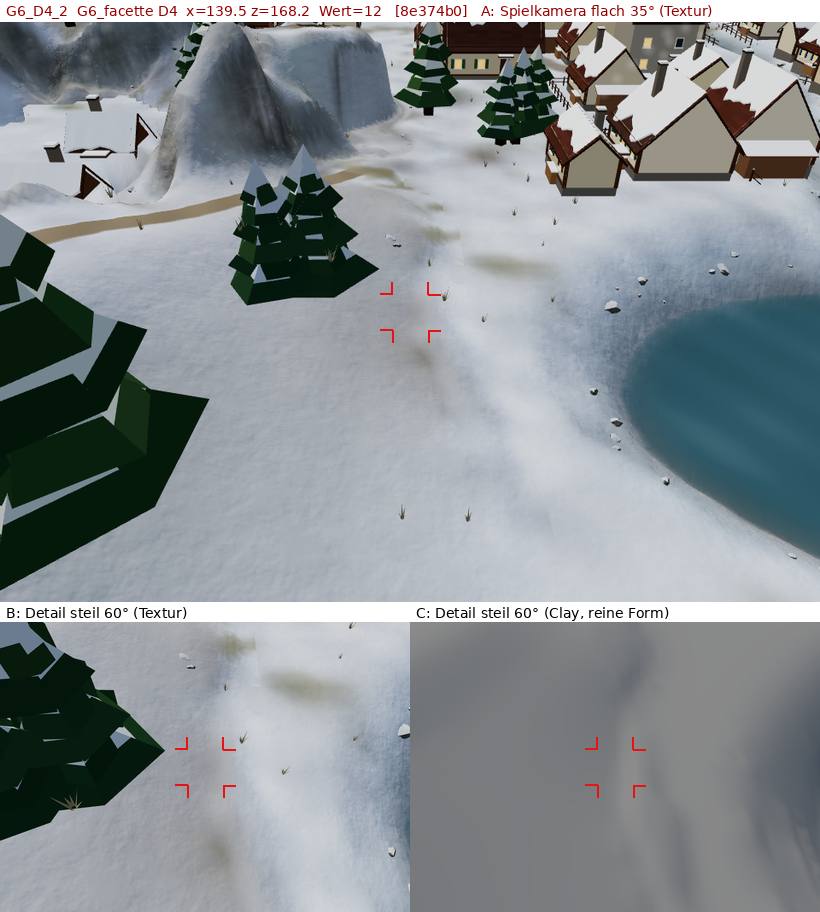 G6_D4_2  G6_facette D4  x=139.5 z=168.2  Wert=12   [8e374b0]   A: Spielkamera flach 35° (Textur)
B: Detail steil 60° (Textur)
C: Detail steil 60° (Clay, reine Form)